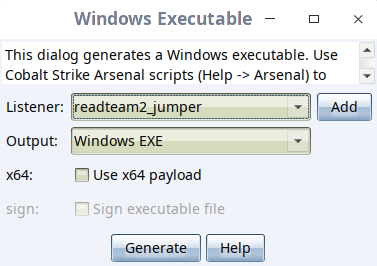 Windows Executable
This dialog generates a Windows executable. Use
Cobalt Strike Arsenal scripts (Help -> Arsenal) to
Listener: readteam2_jumper Add
Output: Windows EXE
x64: Use x64 payload
sign: Sign executable file
Generate Help